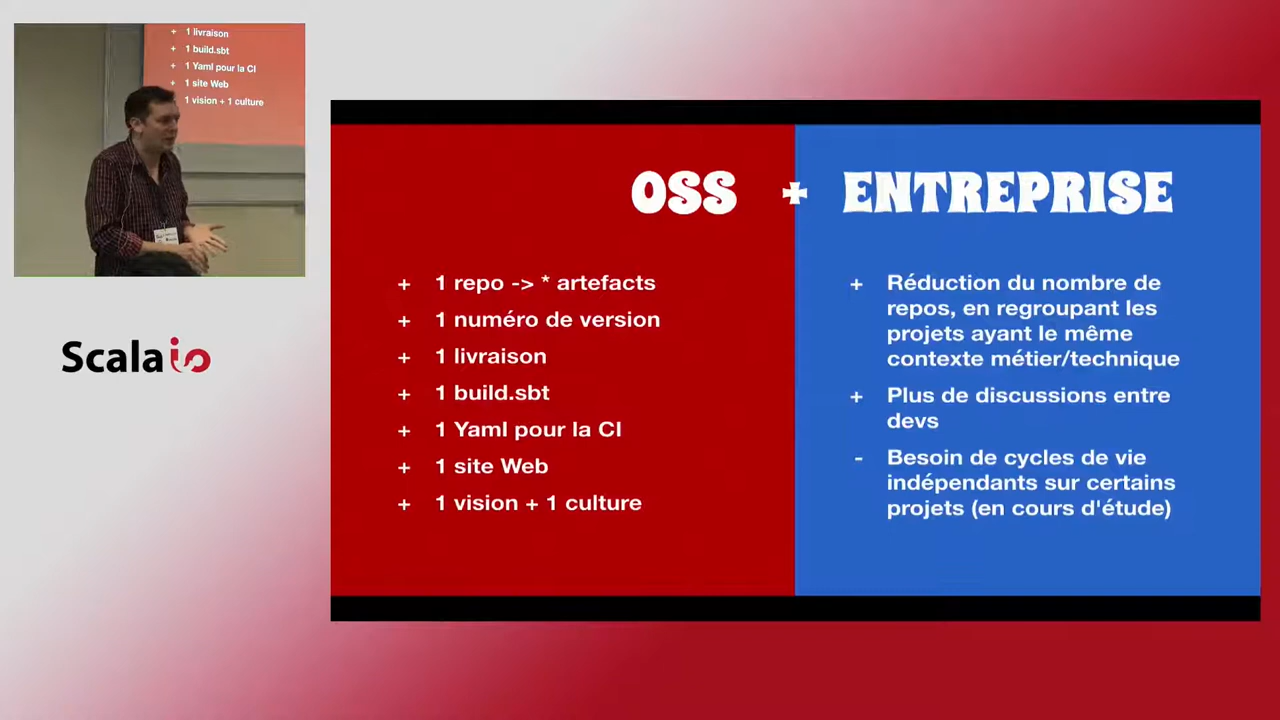 + 1 livraison
+ 1 build.sbt
+ 1 Yaml pour la CI
+ 1 site Web
1 vision + 1 culture
Scala io
OSS + ENTREPRISE
+ 1 repo -> * artefacts
+ 1 numéro de version
+ 1 livraison
+ 1 build.sbt
+ 1 Yaml pour la CI
+ 1 site Web
+ 1 vision + 1 culture
+ Réduction du nombre de
repos, en regroupant les
projets ayant le même
contexte métier/technique
+ Plus de discussions entre
devs
- Besoin de cycles de vie
indépendants sur certains
projets (en cours d'étude)